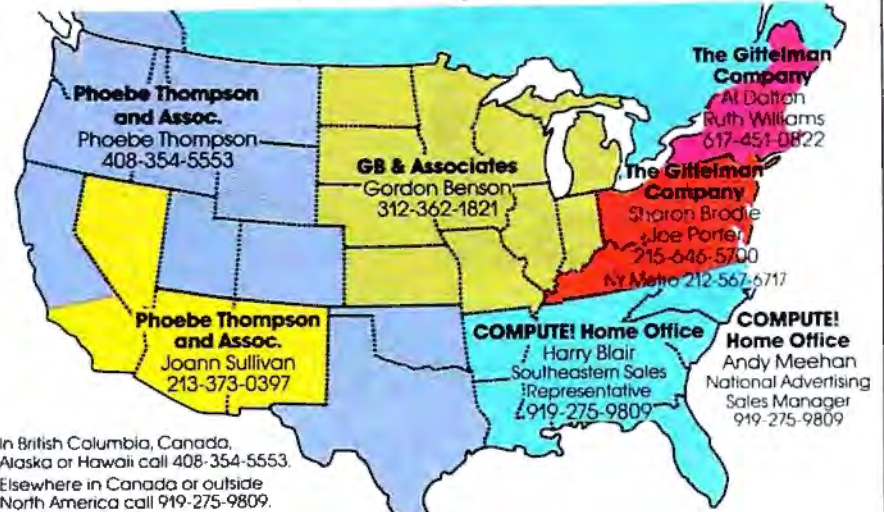 Phoebe Thompson
and Assoc.
Phoebe Thompson
408-354-5553
GB & Associates
Gordon Benson
312-362-1821
The Gittelman
Company
Al Dalton
Ruth Williams
617-451-0822
The Gittelman
Company
Sharon Brodie
Joe Porter
215-646-5700
NY Metro 212-567-6717
Phoebe Thompson
and Assoc.
Joann Sullivan
213-373-0397
COMPUTE! Home Office
Harry Blair
Southeastern Sales
Representative
919-275-9809
COMPUTE!
Home Office
Andy Meehan
National Advertising
Sales Manager
919-275-9809
In British Columbia, Canada,
Alaska or Hawaii call 408-354-5553.
Elsewhere in Canada or outside
North America call 919-275-9809.